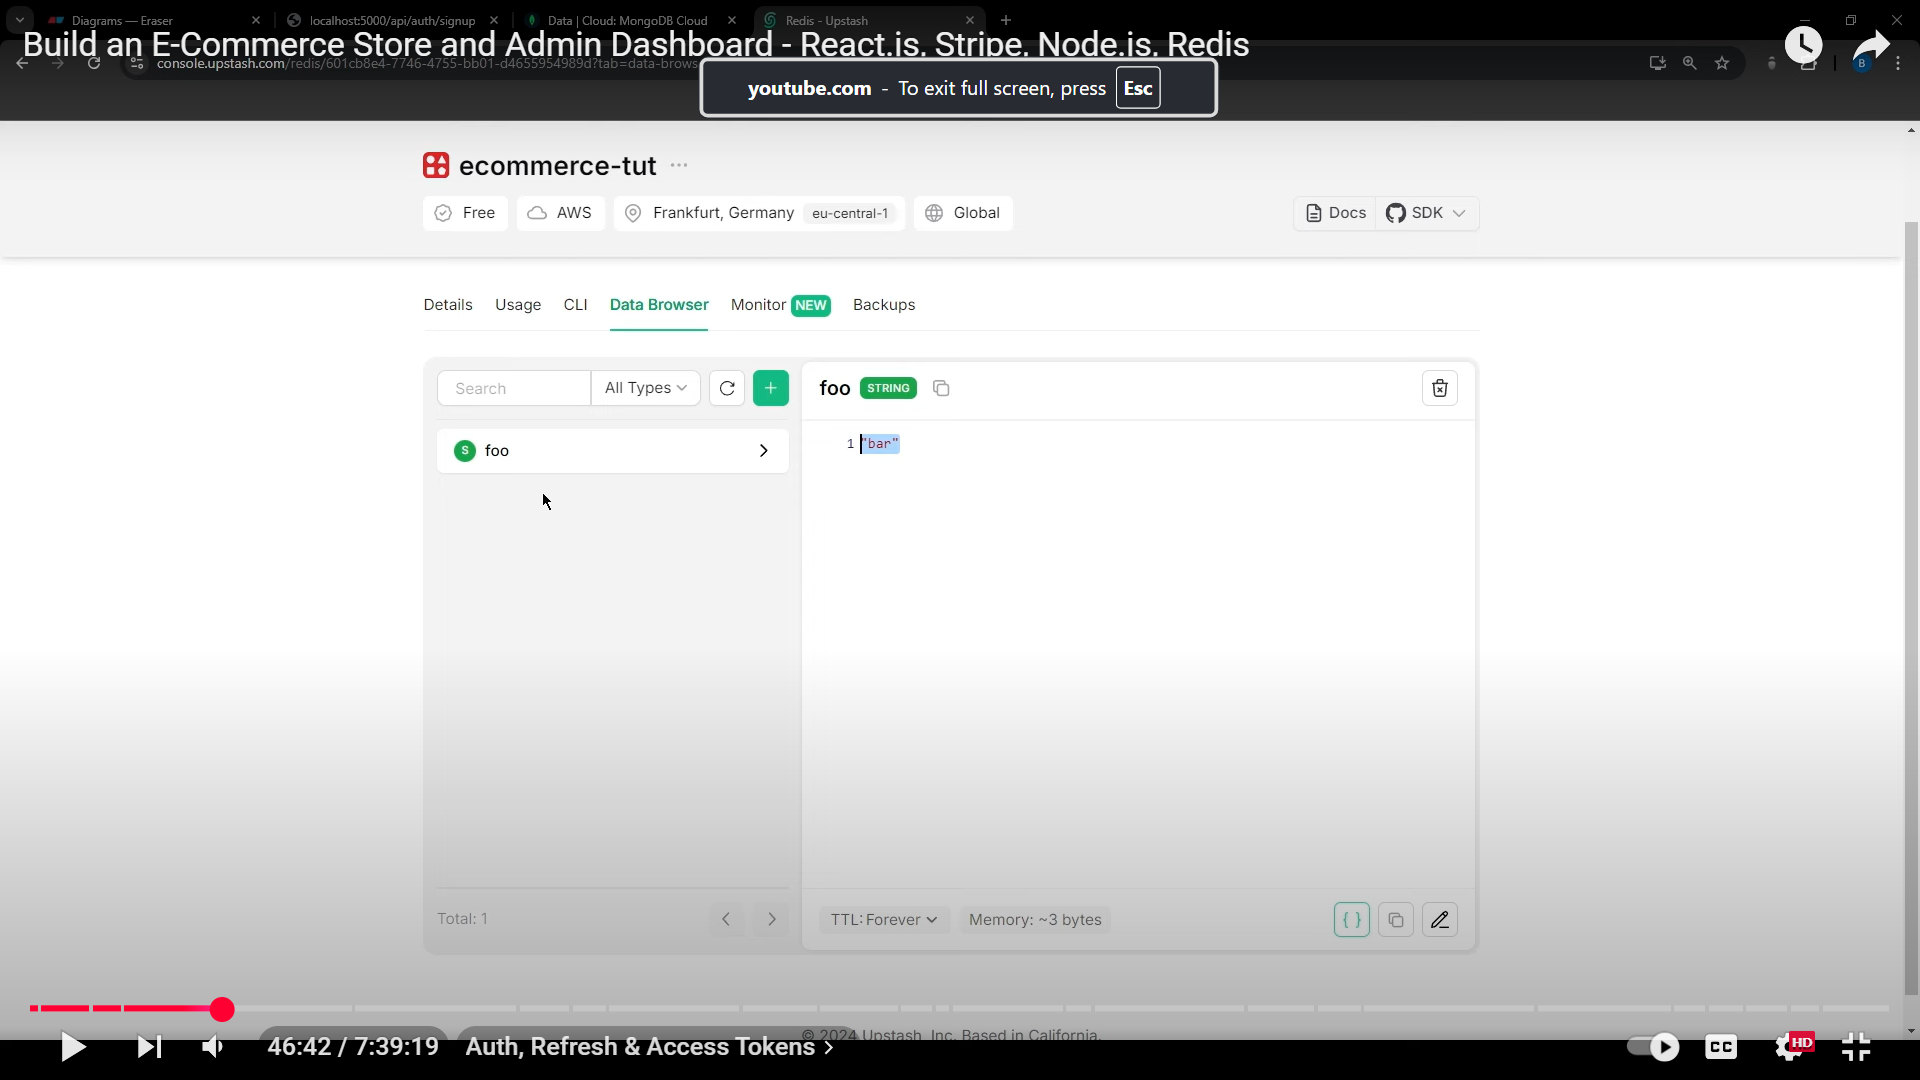 Diagrams — Eraser
localhost:5000/api/auth/signup
Data | Cloud: MongoDB Cloud
Redis - Upstash
Build an E-Commerce Store and Admin Dashboard - React.js, Stripe, Node.js, Redis
console.upstash.com/redis/601cb8e4-7746-4755-bb01-d4655954989d?tab=data-brows
B
youtube.com - To exit full screen, press Esc
ecommerce-tut
Free
AWS
Frankfurt, Germany eu-central-1
Global
Docs
SDK
Details Usage CLI Data Browser Monitor NEW Backups
Search
All Types
foo STRING
S foo
1 "bar"
Total: 1
TTL: Forever
Memory: ~3 bytes
{ }
© 2024 Upstash, Inc. Based in California.
46:42 / 7:39:19 Auth, Refresh & Access Tokens
CC
HD